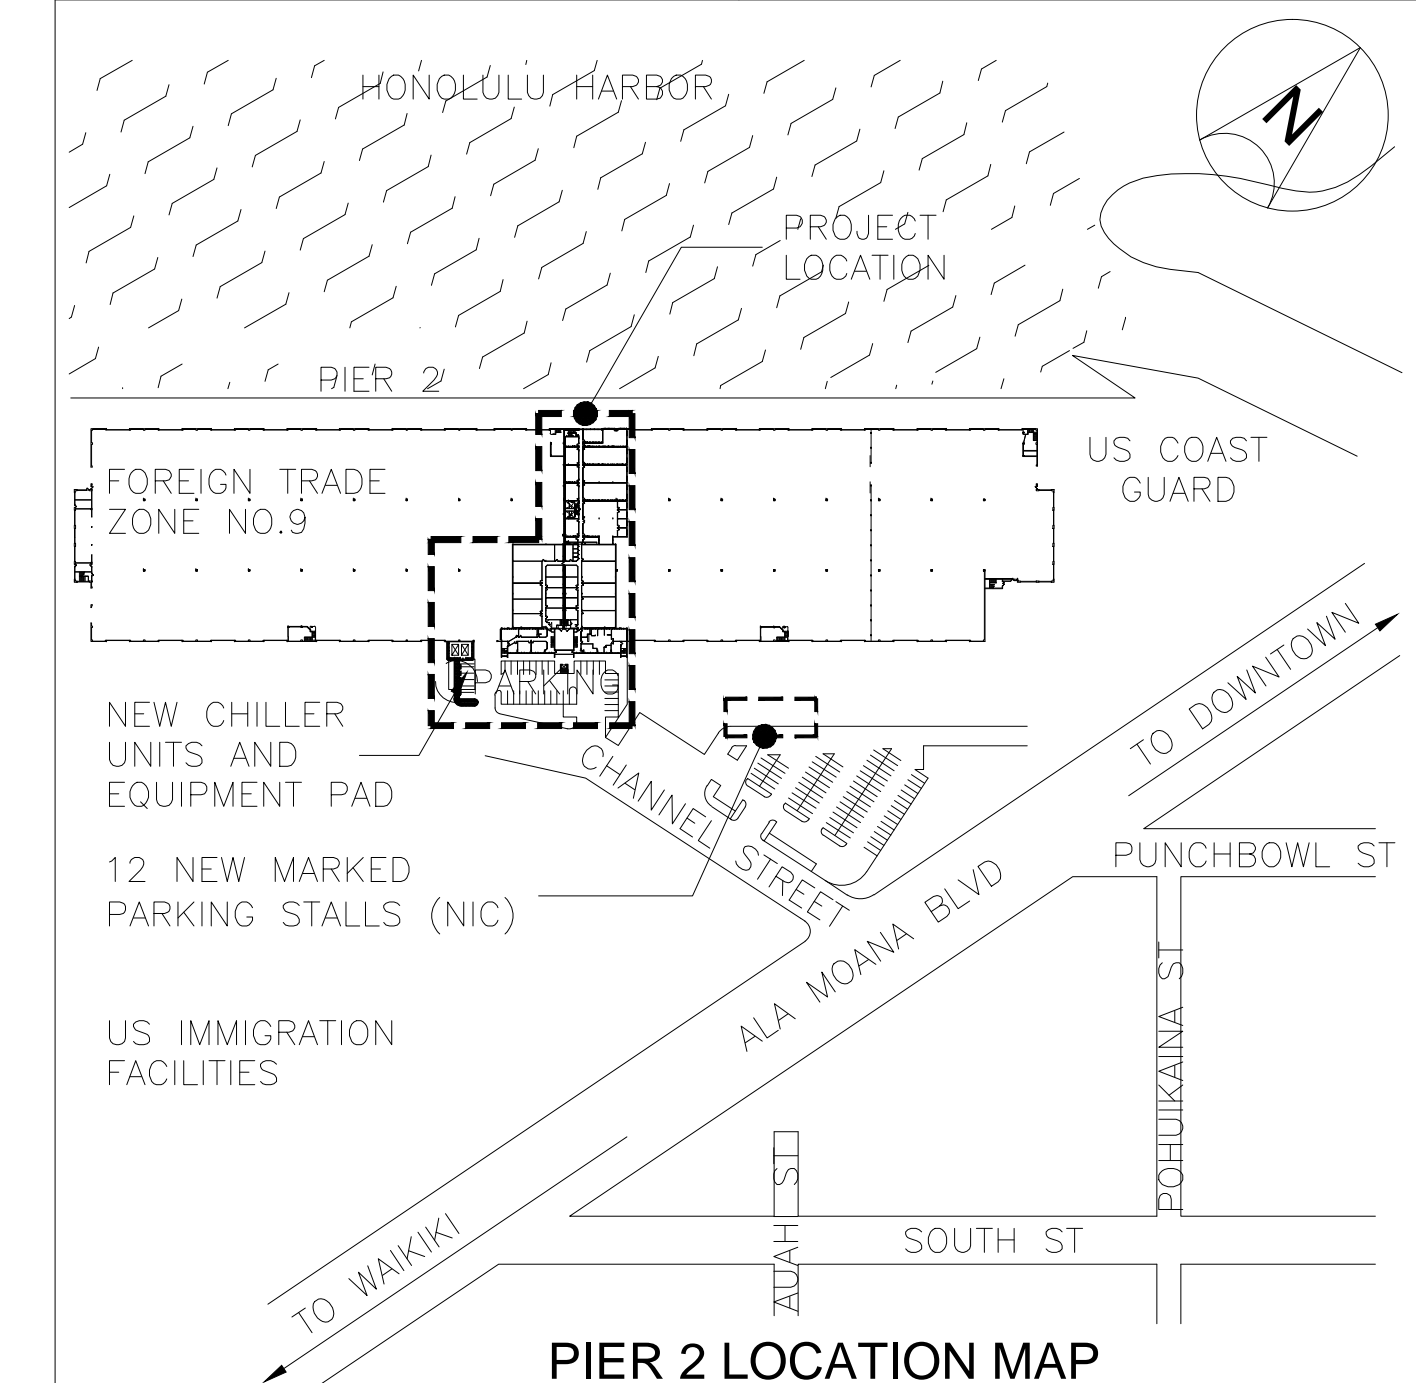 HONOLULU HARBOR
N
PROJECT
LOCATION
PIER 2
US COAST
GUARD
FOREIGN TRADE
ZONE NO.9
TO DOWNTOWN
PARKING
NEW CHILLER
UNITS AND
EQUIPMENT PAD
CHANNEL STREET
12 NEW MARKED
PARKING STALLS (NIC)
PUNCHBOWL ST
ALA MOANA BLVD
POHUIKAINA ST
US IMMIGRATION
FACILITIES
AUAHI ST
SOUTH ST
TO WAIKIKI
PIER 2 LOCATION MAP